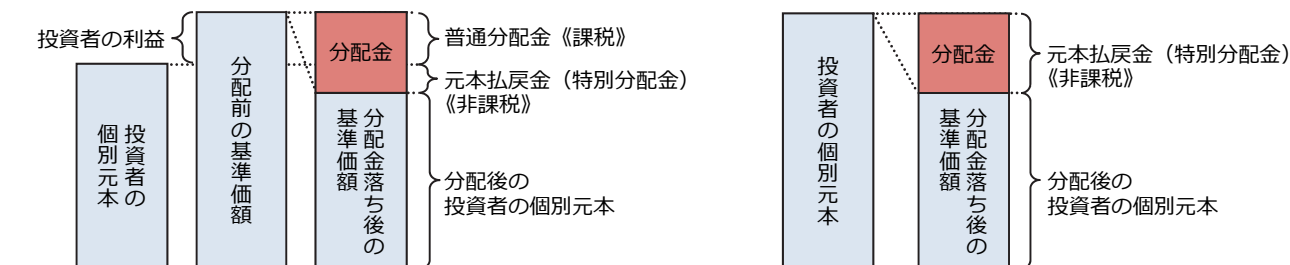 投資者の利益
投資者の
個別元本
分配前の基準価額
分配金
分配金落ち後の
基準価額
普通分配金《課税》
元本払戻金(特別分配金)
《非課税》
分配後の
投資者の個別元本
投資者の個別元本
分配金
分配金落ち後の
基準価額
元本払戻金(特別分配金)
《非課税》
分配後の
投資者の個別元本